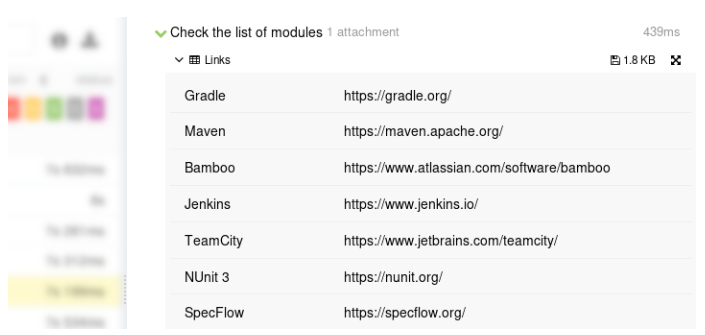 Check the list of modules 1 attachment 439ms
Links 1.8 KB
Gradle https://gradle.org/
Maven https://maven.apache.org/
Bamboo https://www.atlassian.com/software/bamboo
Jenkins https://www.jenkins.io/
TeamCity https://www.jetbrains.com/teamcity/
NUnit 3 https://nunit.org/
SpecFlow https://specflow.org/